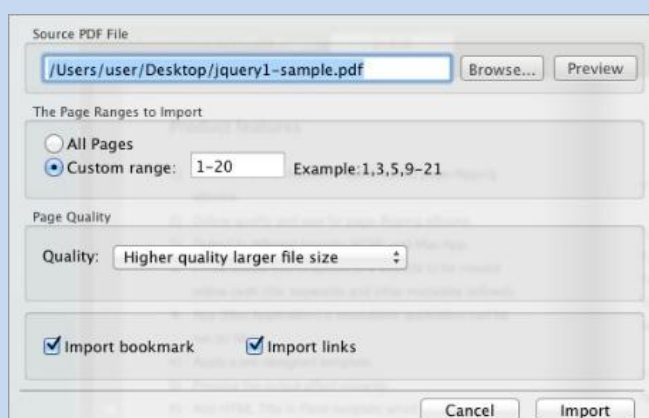 Source PDF File
/Users/user/Desktop/jquery1-sample.pdf Browse... Preview
The Page Ranges to Import
All Pages
Custom range: 1-20 Example:1,3,5,9-21
Page Quality
Quality: Higher quality larger file size
Import bookmark Import links
Cancel Import